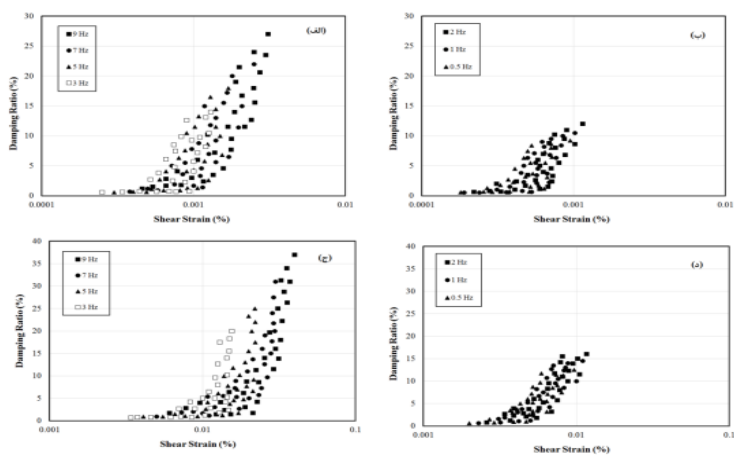 (الف)
30
25
20
15
10
5
0
Damping Ratio (%)
9 Hz
7 Hz
5 Hz
3 Hz
0.0001
0.001
0.01
Shear Strain (%)
(ب)
30
25
20
15
10
5
0
Damping Ratio (%)
2 Hz
1 Hz
0.5 Hz
0.0001
0.001
0.01
Shear Strain (%)
(ج)
40
35
30
25
20
15
10
5
0
Damping Ratio (%)
9 Hz
7 Hz
5 Hz
3 Hz
0.001
0.01
0.1
Shear Strain (%)
(د)
40
35
30
25
20
15
10
5
0
Damping Ratio (%)
2 Hz
1 Hz
0.5 Hz
0.001
0.01
0.1
Shear Strain (%)